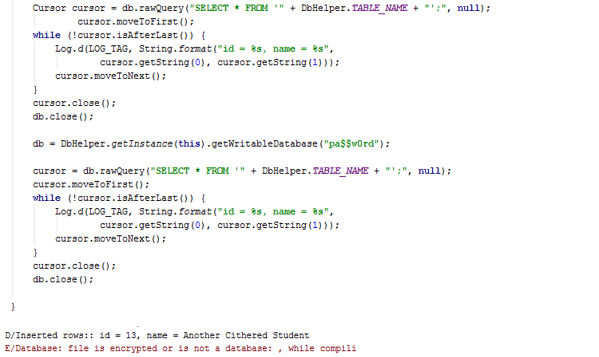 Cursor cursor = db.rawQuery("SELECT * FROM '" + DbHelper.TABLE_NAME + "';", null);
cursor.moveToFirst();
while (!cursor.isAfterLast()) {
Log.d(LOG_TAG, String.format("id = %s, name = %s",
cursor.getString(0), cursor.getString(1)));
cursor.moveToNext();
}
cursor.close();
db.close();
db = DbHelper.getInstance(this).getWritableDatabase("pa$$w0rd");
cursor = db.rawQuery("SELECT * FROM '" + DbHelper.TABLE_NAME + "';", null);
cursor.moveToFirst();
while (!cursor.isAfterLast()) {
Log.d(LOG_TAG, String.format("id = %s, name = %s",
cursor.getString(0), cursor.getString(1)));
cursor.moveToNext();
}
cursor.close();
db.close();
}
D/Inserted rows:: id = 13, name = Another Cithered Student
E/Database: file is encrypted or is not a database: , while compili